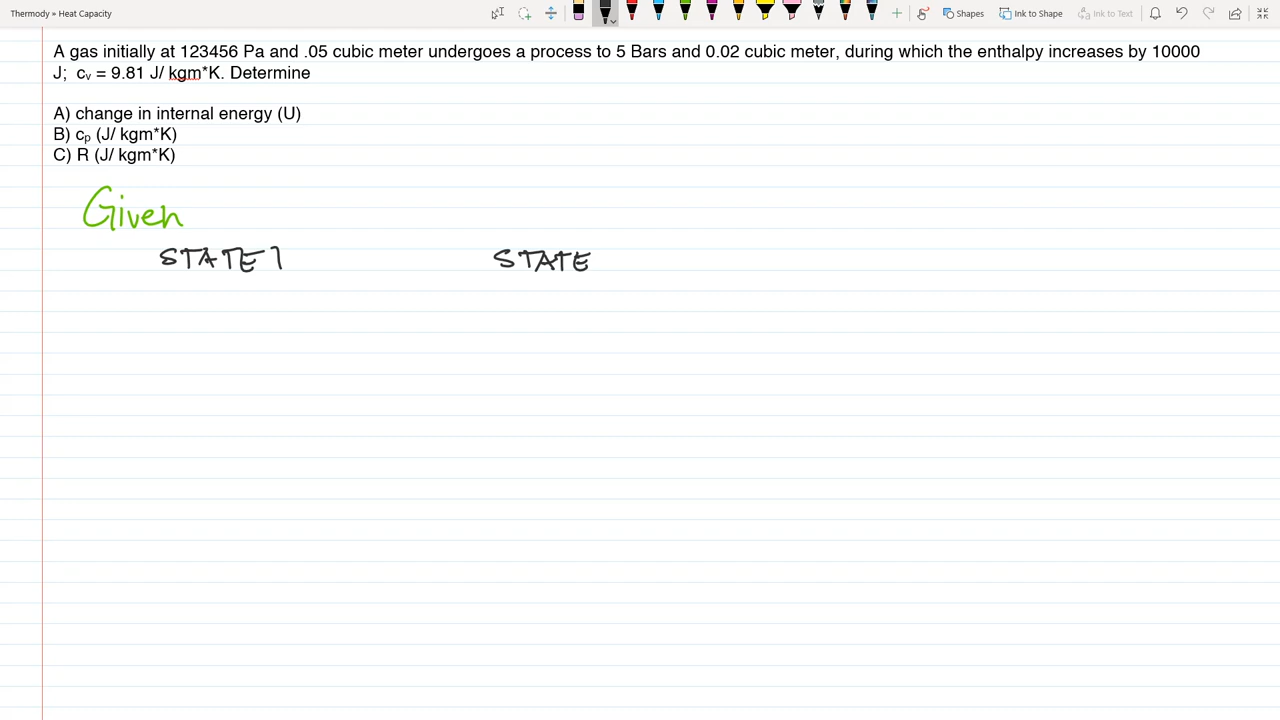 Thermody » Heat Capacity
Shapes
Ink to Shape
Ink to Text
A gas initially at 123456 Pa and .05 cubic meter undergoes a process to 5 Bars and 0.02 cubic meter, during which the enthalpy increases by 10000
J;  cᵥ = 9.81 J/ kgm*K. Determine
A) change in internal energy (U)
B) cₚ (J/ kgm*K)
C) R (J/ kgm*K)
Given
STATE 1
STATE